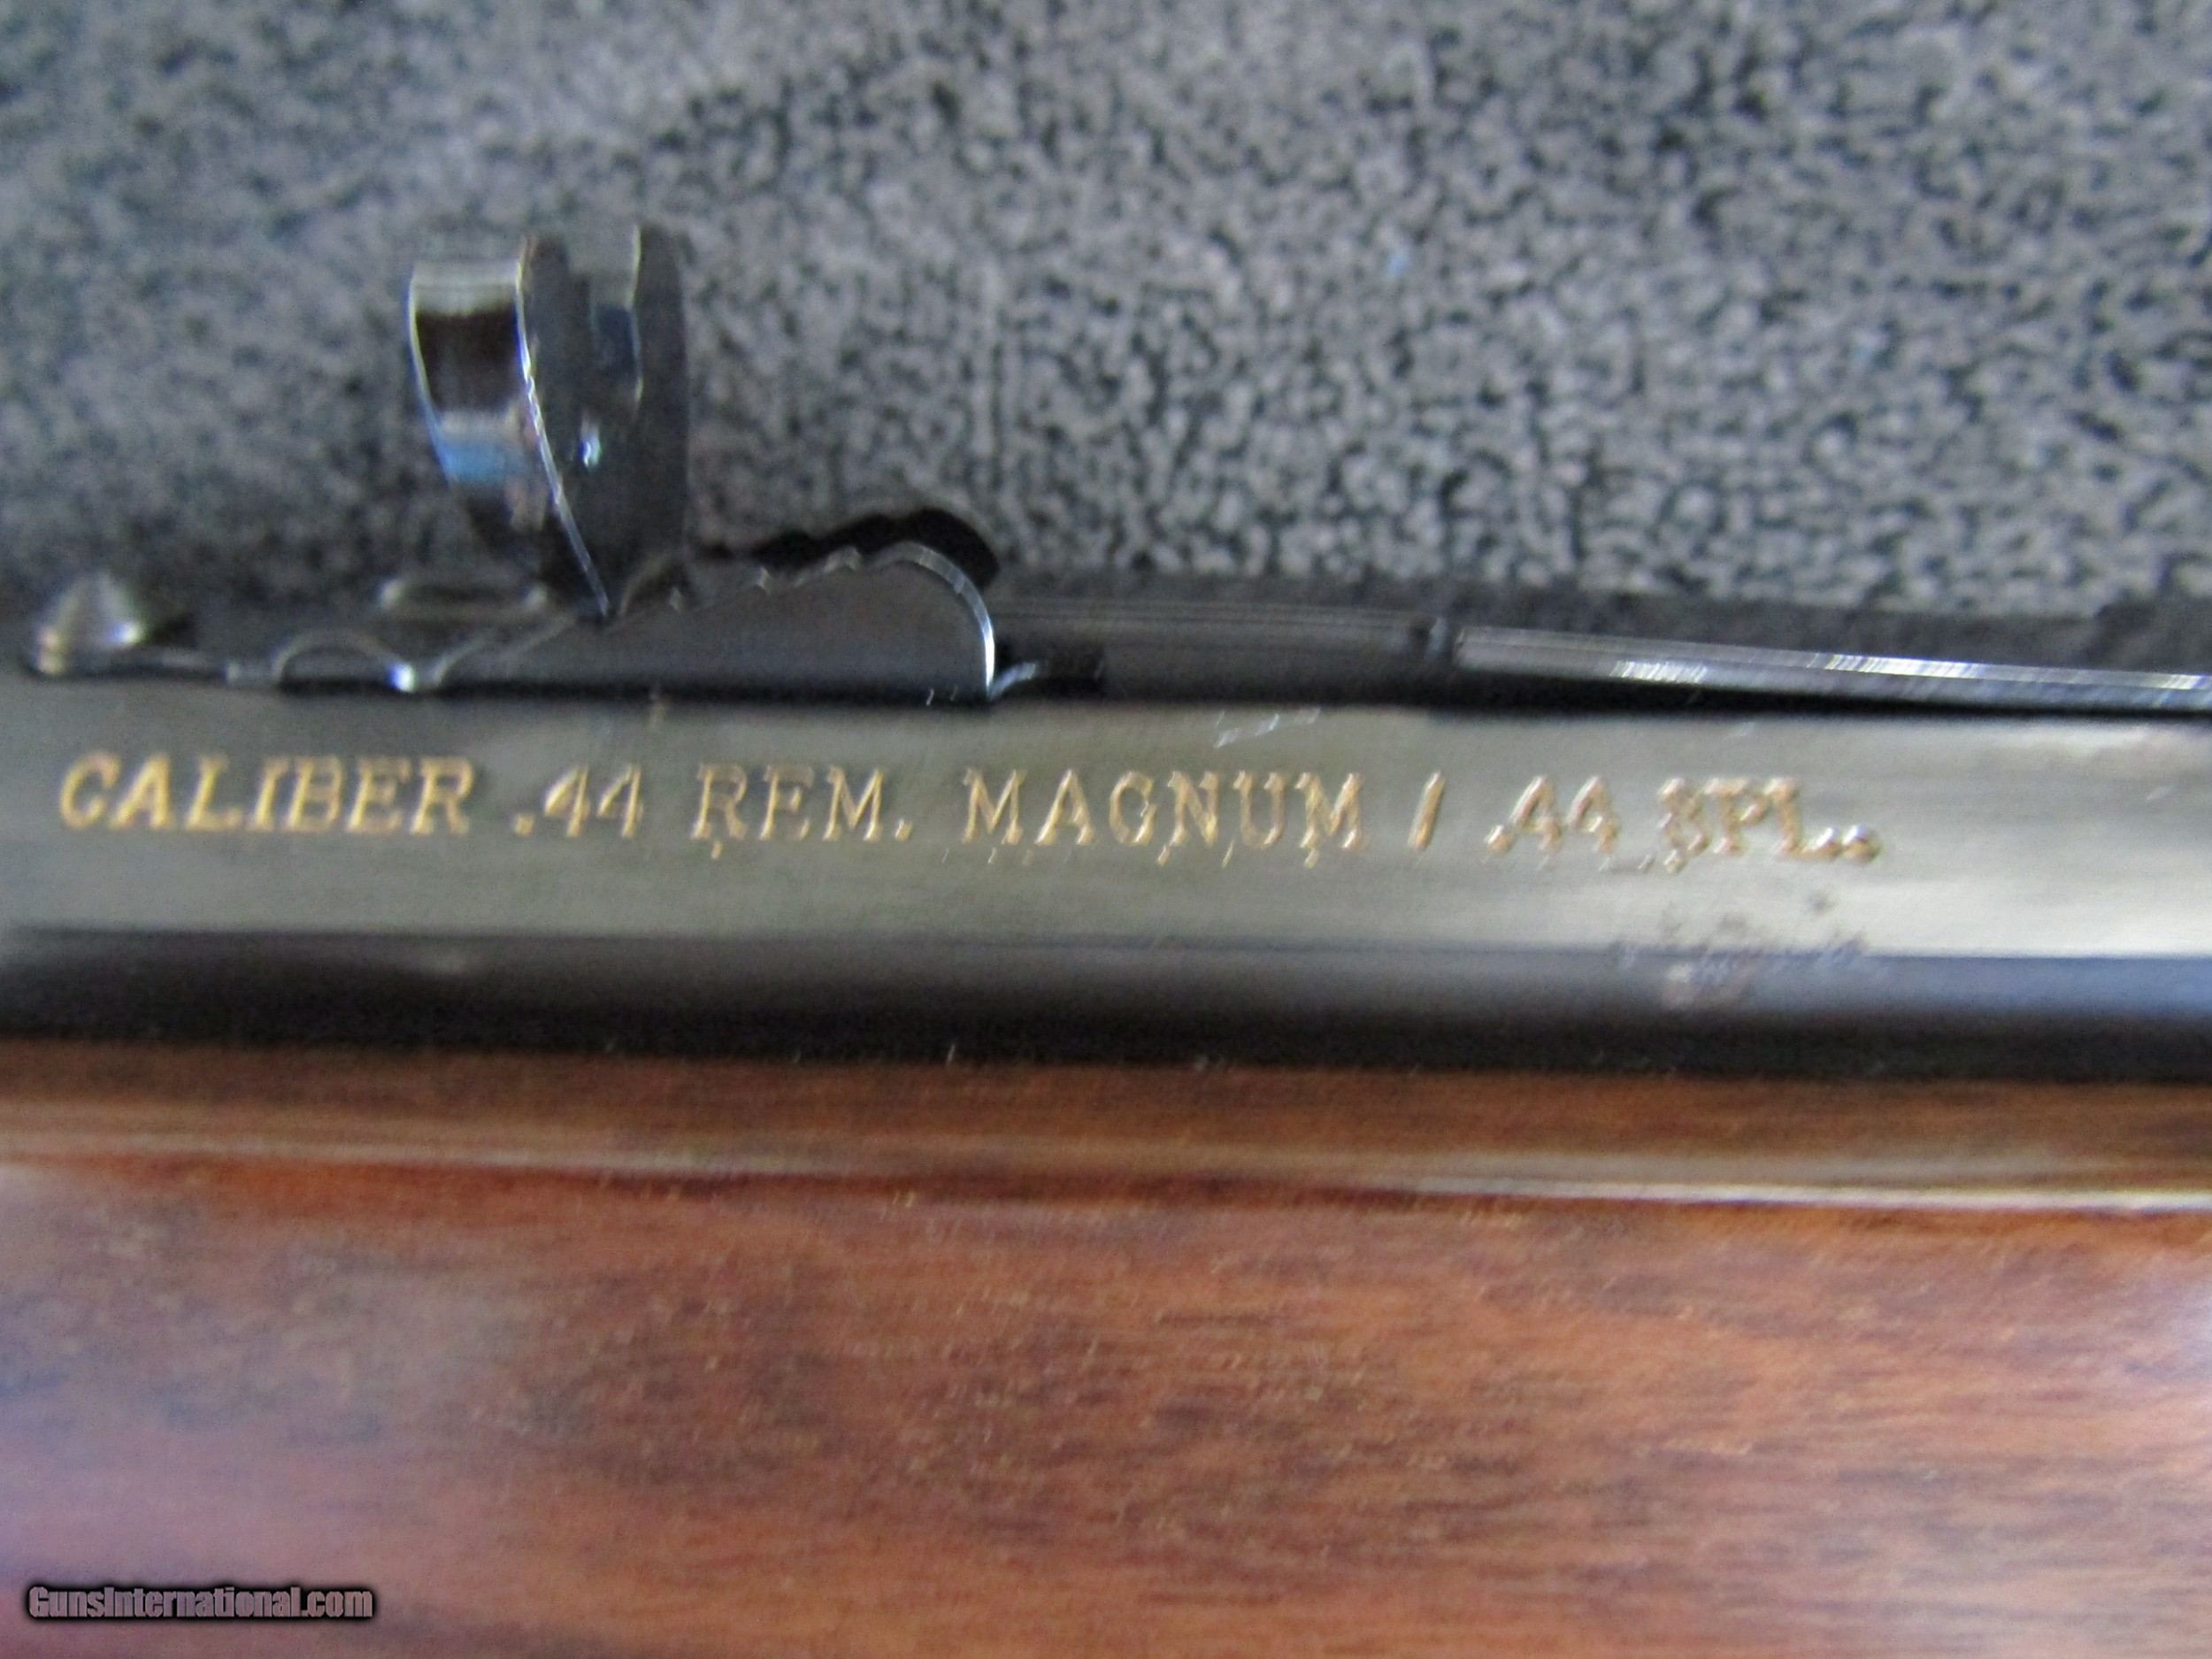 CALIBER .44 REM. MAGNUM / .44 SPL.
GunsInternational.com